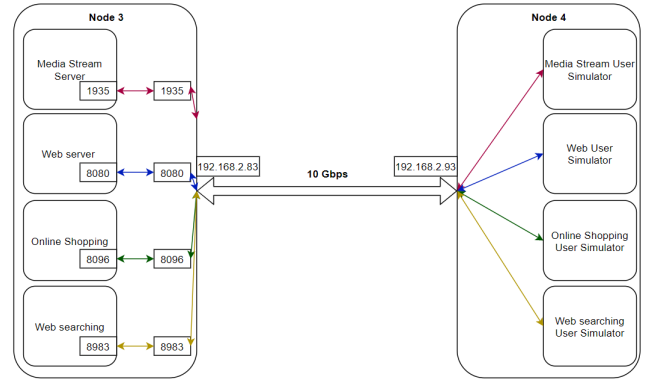 Node 3
Node 4
Media Stream
Server
1935
1935
Web server
8080
8080
Online Shopping
8096
8096
Web searching
8983
8983
192.168.2.83
10 Gbps
192.168.2.93
Media Stream User
Simulator
Web User
Simulator
Online Shopping
User Simulator
Web searching
User Simulator